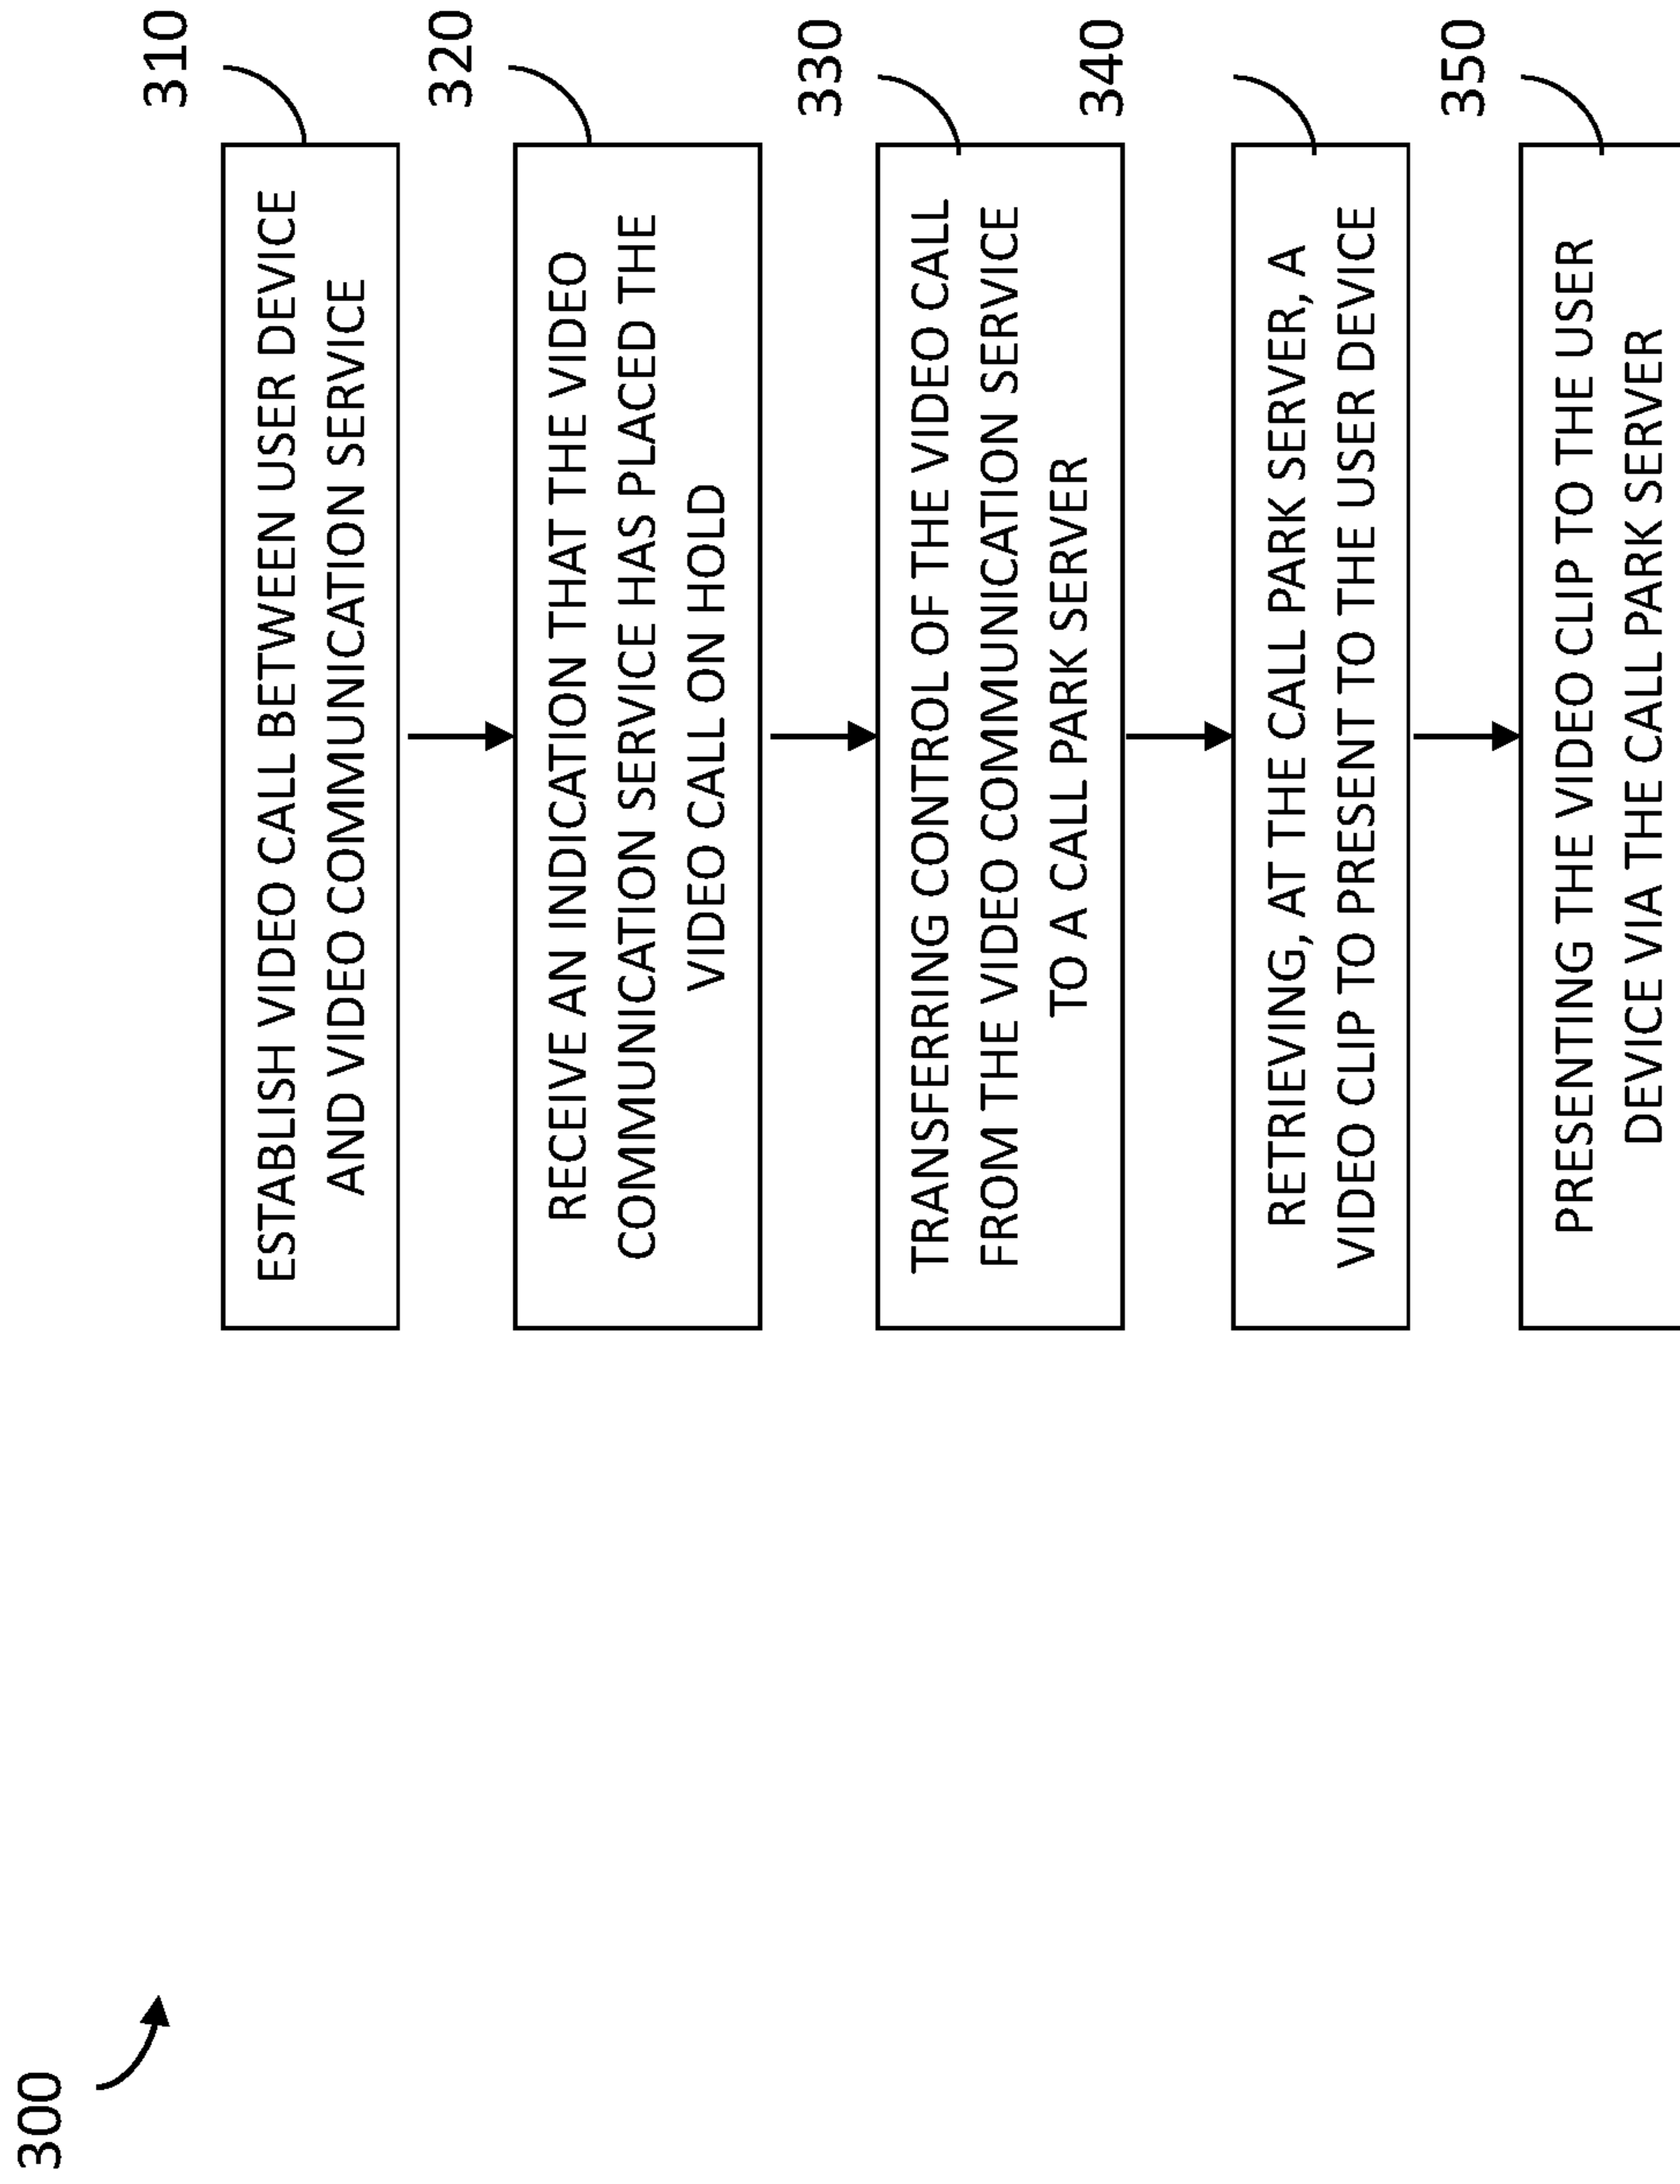 300
310
ESTABLISH VIDEO CALL BETWEEN USER DEVICE
AND VIDEO COMMUNICATION SERVICE
320
RECEIVE AN INDICATION THAT THE VIDEO
COMMUNICATION SERVICE HAS PLACED THE
VIDEO CALL ON HOLD
330
TRANSFERRING CONTROL OF THE VIDEO CALL
FROM THE VIDEO COMMUNICATION SERVICE
TO A CALL PARK SERVER
340
RETRIEVING, AT THE CALL PARK SERVER, A
VIDEO CLIP TO PRESENT TO THE USER DEVICE
350
PRESENTING THE VIDEO CLIP TO THE USER
DEVICE VIA THE CALL PARK SERVER